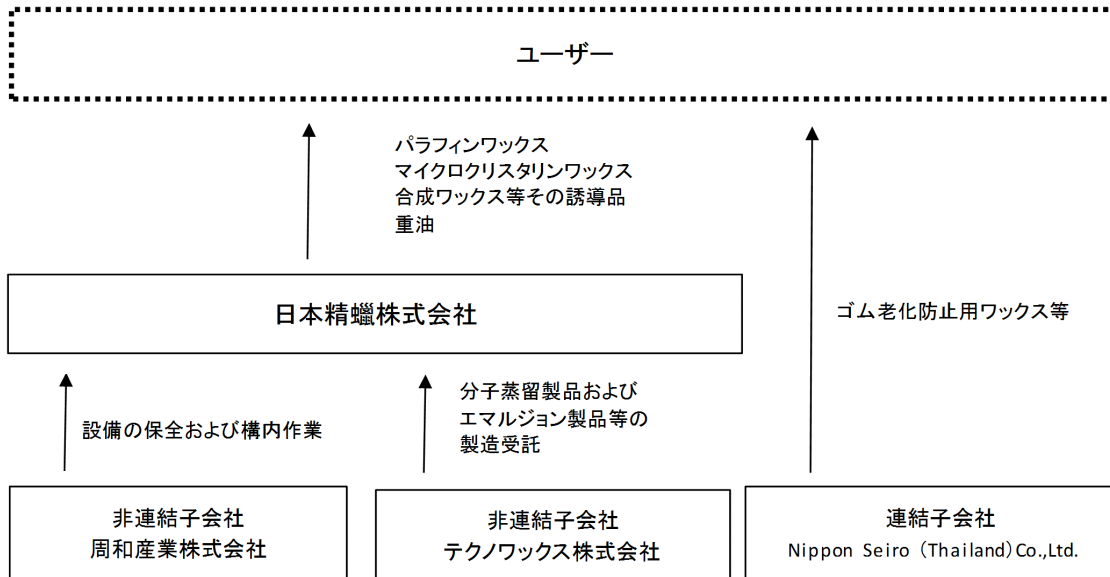 ユーザー
パラフィンワックス
マイクロクリスタリンワックス
合成ワックス等その誘導品
重油
日本精蠟株式会社
ゴム老化防止用ワックス等
設備の保全および構内作業
分子蒸留製品および
エマルジョン製品等の
製造受託
非連結子会社
周和産業株式会社
非連結子会社
テクノワックス株式会社
連結子会社
Nippon Seiro (Thailand)Co.,Ltd.